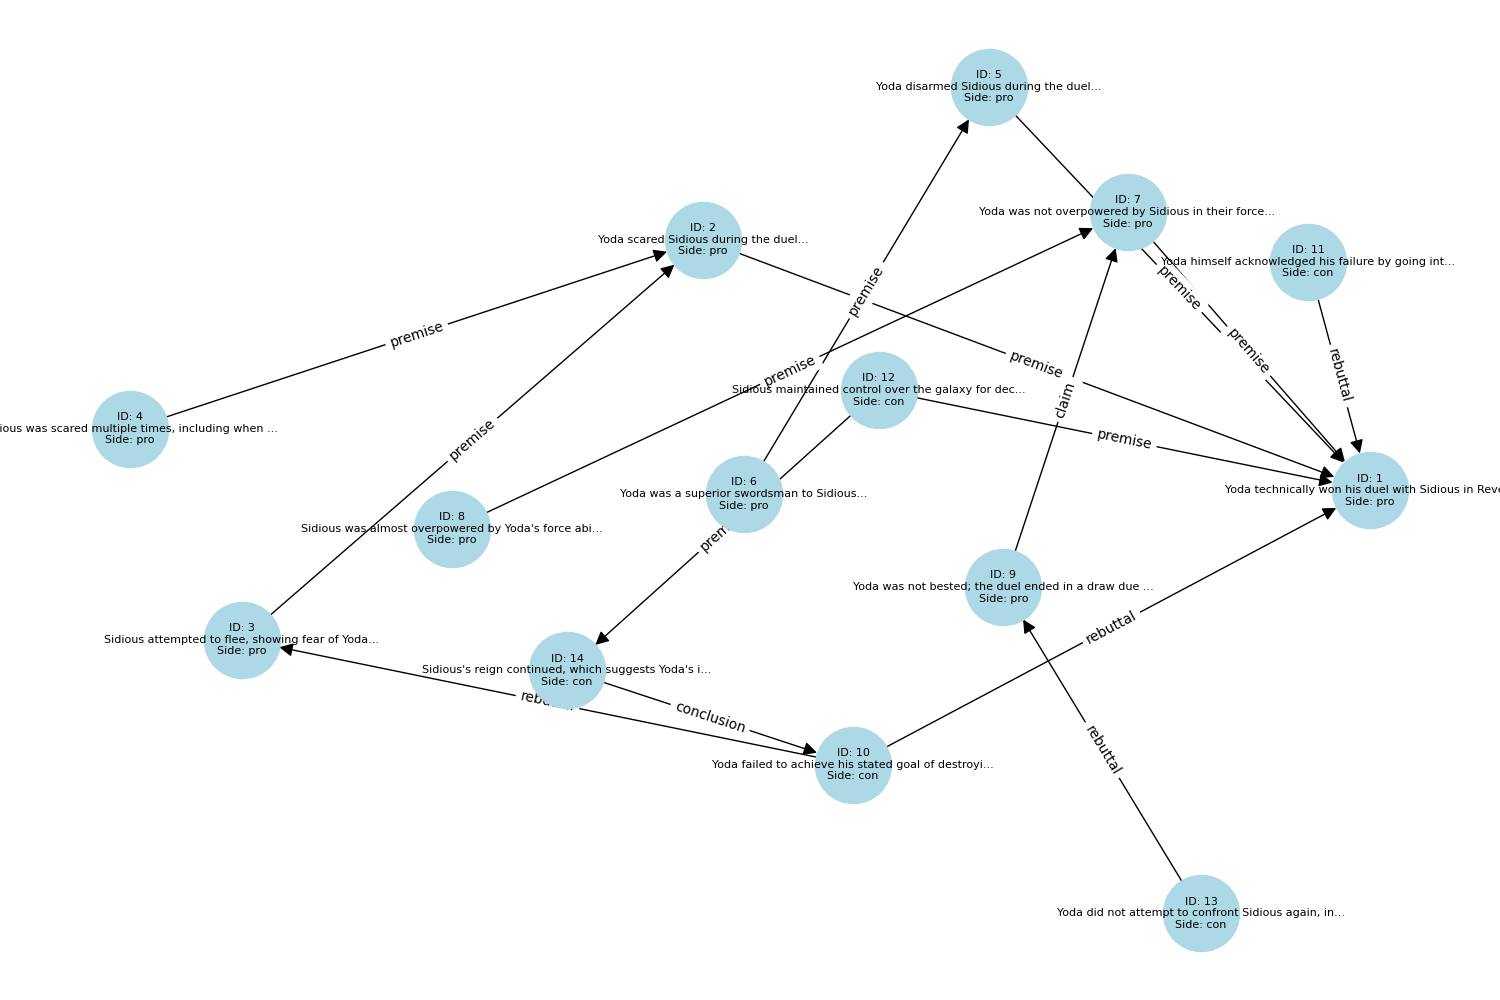 ID: 5
Yoda disarmed Sidious during the duel...
Side: pro
ID: 7
Yoda was not overpowered by Sidious in their force...
Side: pro
ID: 2
Yoda scared Sidious during the duel...
Side: pro
ID: 11
Yoda himself acknowledged his failure by going int...
Side: con
premise
premise
premise
premise
premise
premise
rebuttal
ID: 12
Sidious maintained control over the galaxy for dec...
Side: con
claim
ID: 4
was scared multiple times, including when ...
Side: pro
premise
premise
ID: 1
Yoda technically won his duel with Sidious in
Side: pro
ID: 6
Yoda was a superior swordsman to Sidious...
Side: pro
ID: 8
Sidious was almost overpowered by Yoda's force abi...
Side: pro
ID: 9
Yoda was not bested; the duel ended in a draw due ...
Side: pro
ID: 3
Sidious attempted to flee, showing fear of Yoda...
Side: pro
rebuttal
ID: 14
Sidious's reign continued, which suggests Yoda's i...
Side: con
conclusion
rebuttal
ID: 10
Yoda failed to achieve his stated goal of destroyi...
Side: con
ID: 13
Yoda did not attempt to confront Sidious again, in...
Side: con